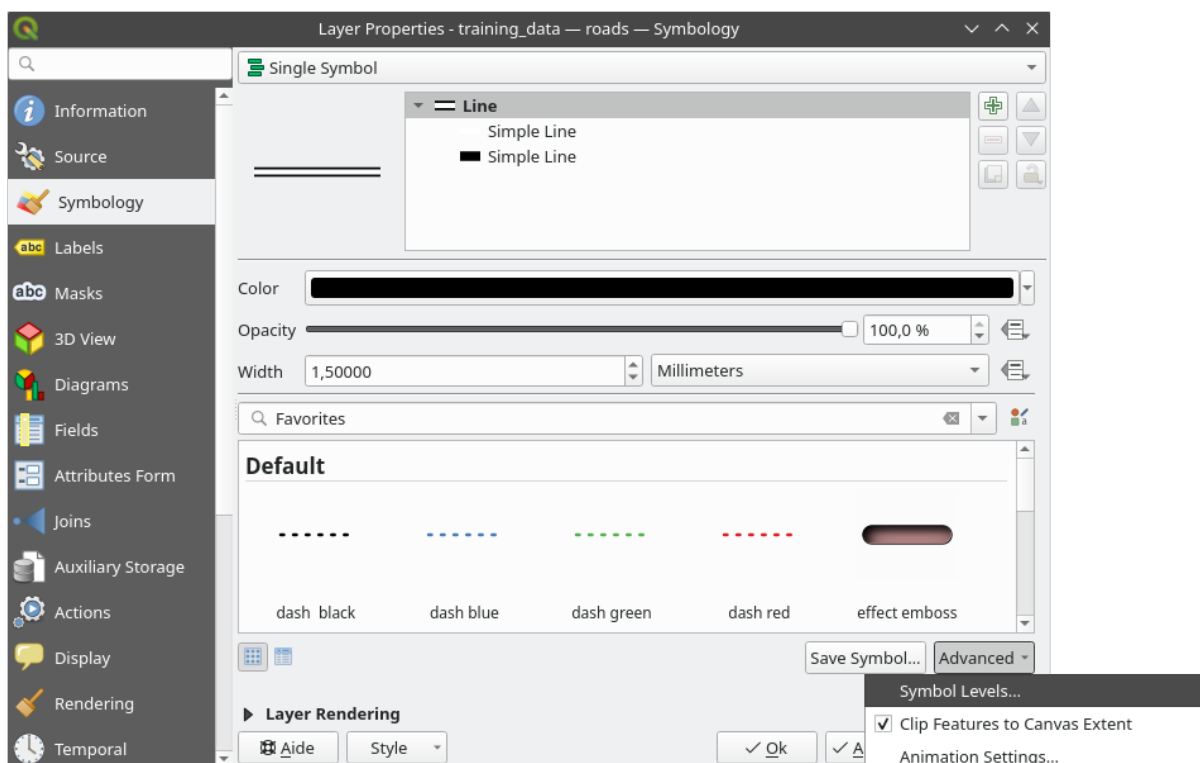 Layer Properties - training_data — roads — Symbology
Single Symbol
Information
Source
Symbology
abc Labels
abc Masks
3D View
Diagrams
Fields
Attributes Form
Joins
Auxiliary Storage
Actions
Display
Rendering
Temporal
Line
Simple Line
Simple Line
Color
Opacity 100,0 %
Width 1,50000 Millimeters
Favorites
Default
dash black dash blue dash green dash red effect emboss
Save Symbol... Advanced
Symbol Levels...
Clip Features to Canvas Extent
Animation Settings...
Layer Rendering
Aide Style Ok A